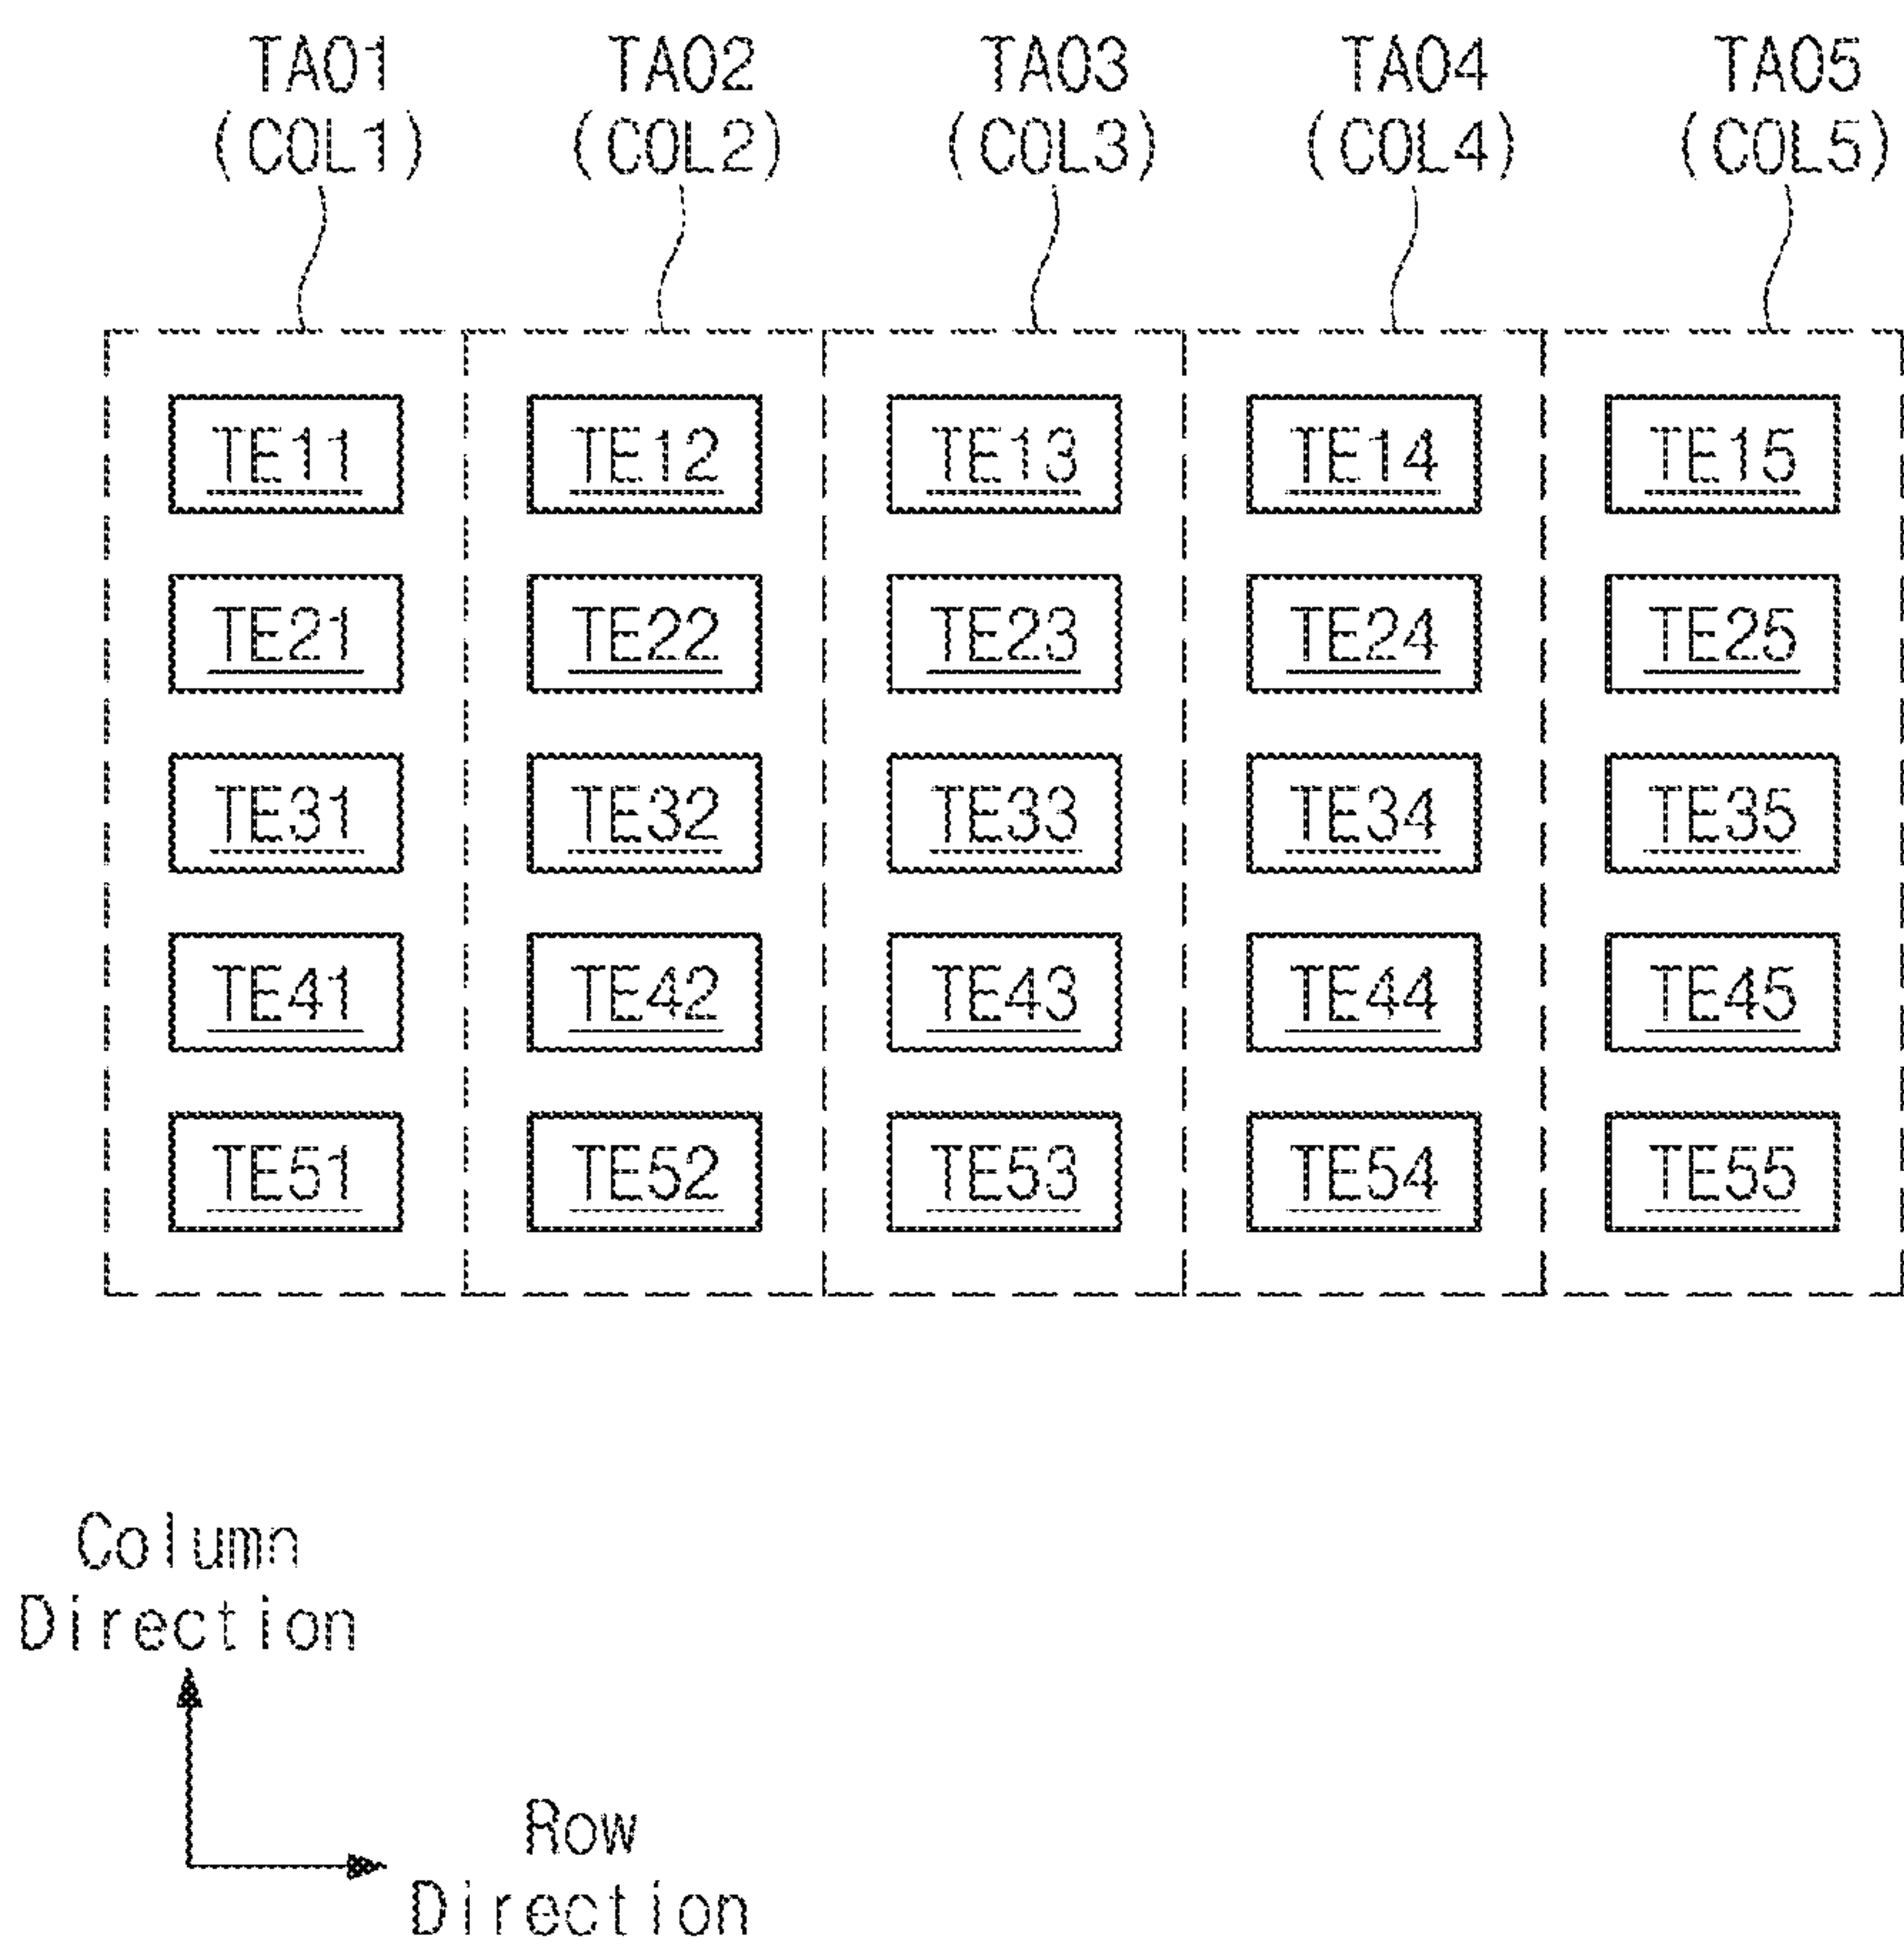 TA01 TA02 TA03 TA04 TA05
(COL1) (COL2) (COL3) (COL4) (COL5)
TE11 TE12 TE13 TE14 TE15
TE21 TE22 TE23 TE24 TE25
TE31 TE32 TE33 TE34 TE35
TE41 TE42 TE43 TE44 TE45
TE51 TE52 TE53 TE54 TE55
Column
Direction
Row
Direction